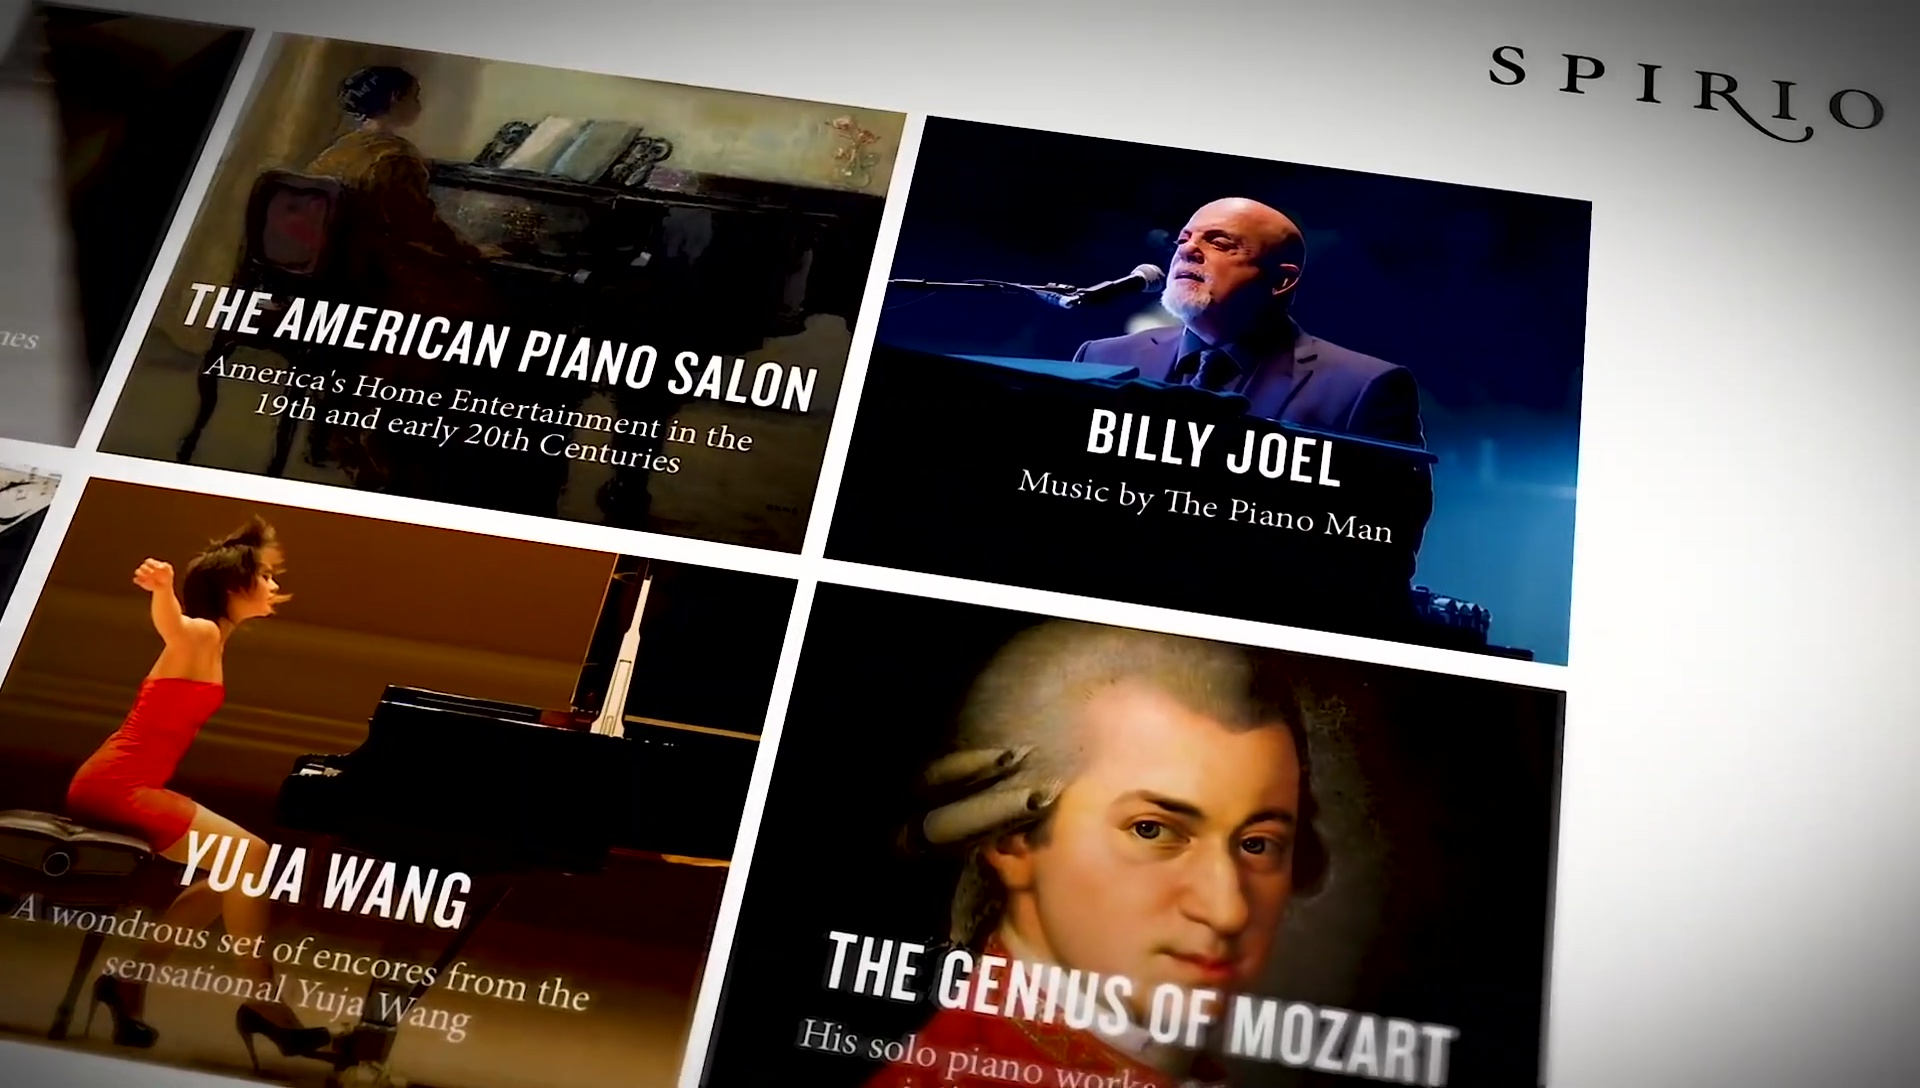 SPIRIO
THE AMERICAN PIANO SALON
America's Home Entertainment in the
19th and early 20th Centuries
BILLY JOEL
Music by The Piano Man
YUJA WANG
A wondrous set of encores from the
sensational Yuja Wang
THE GENIUS OF MOZART
His solo piano works